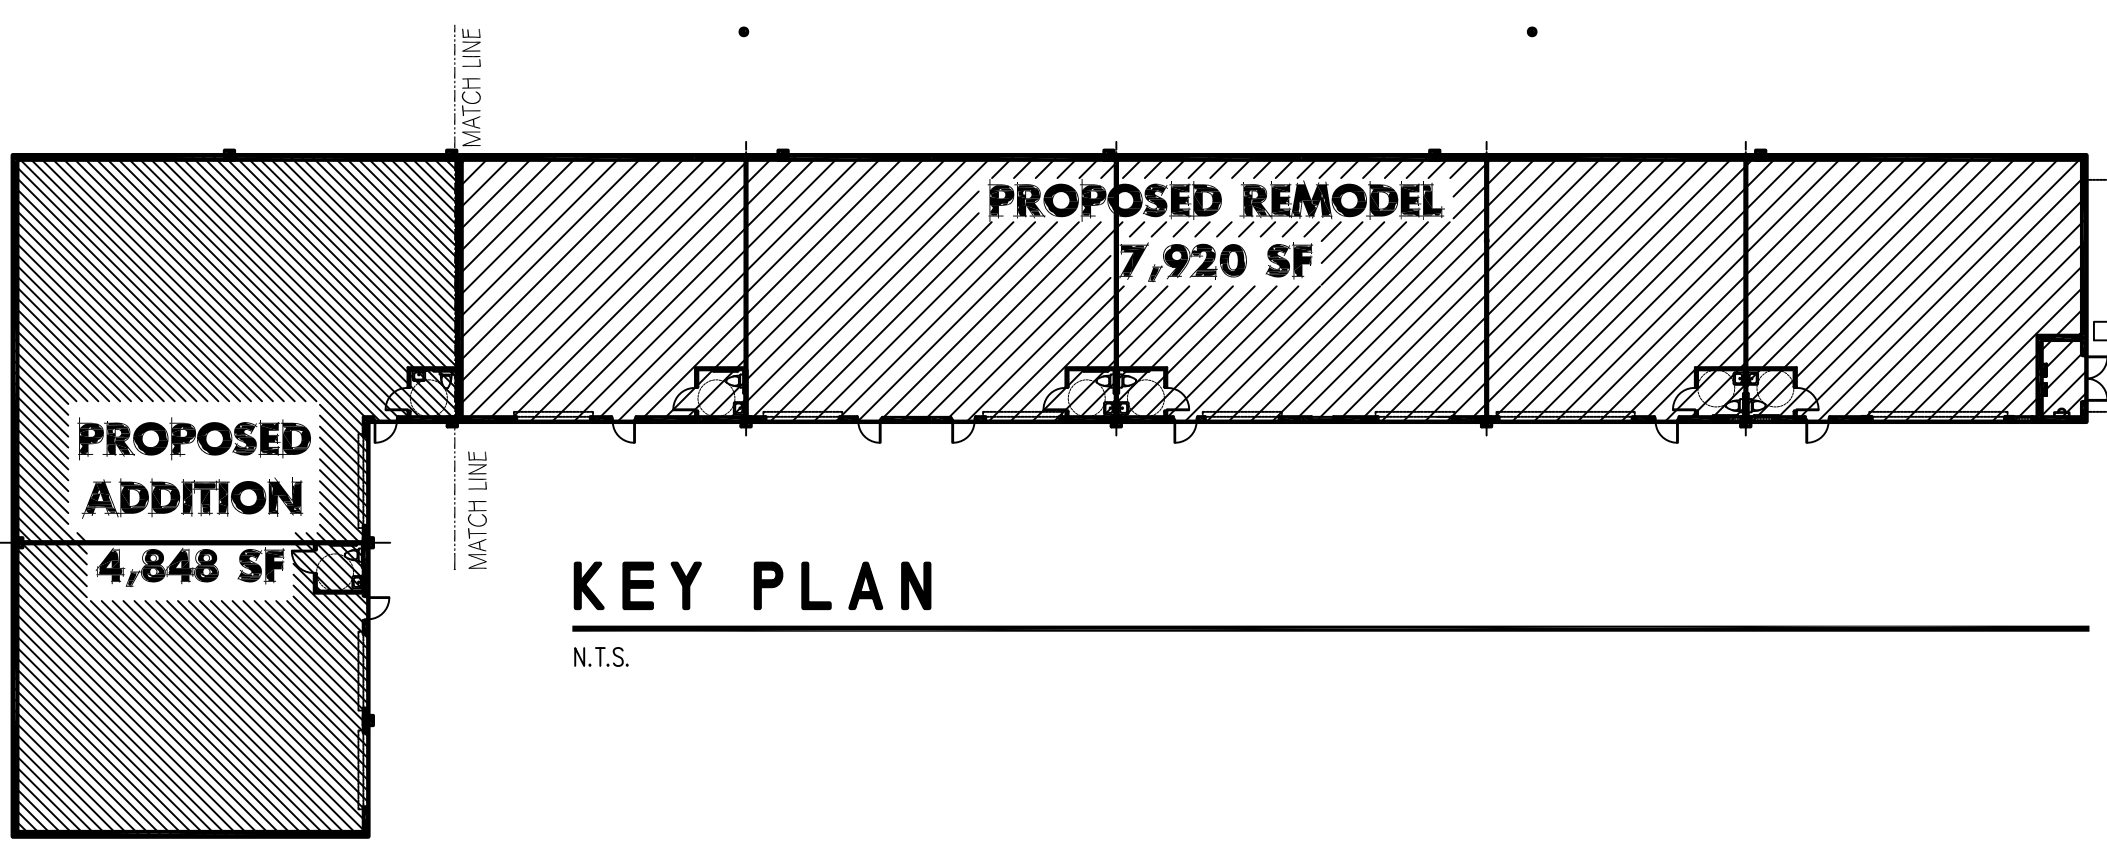 MATCH LINE
PROPOSED REMODEL
7,920 SF
PROPOSED
ADDITION
4,848 SF
MATCH LINE
KEY PLAN
N.T.S.